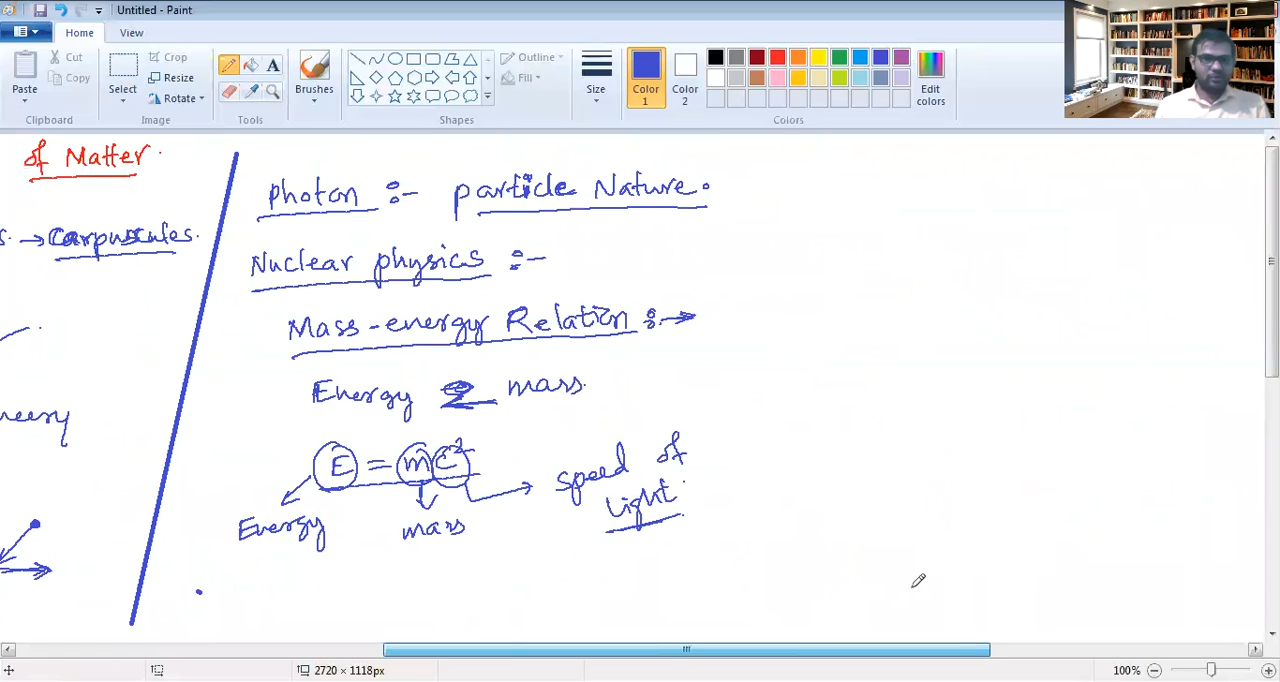 Untitled - Paint
Home
View
Paste
Cut
Copy
Clipboard
Select
Crop
Resize
Rotate
Image
Tools
Brushes
Shapes
Outline
Fill
Size
Color 1
Color 2
Edit colors
Colors
of Matter.
s. → Carpuscules.
Photon :- particle Nature.
Nuclear physics :-
Mass-energy Relation :→
Energy & mass.
E = mc²
Energy
mass
speed of
Light.
2720 × 1118px
100%